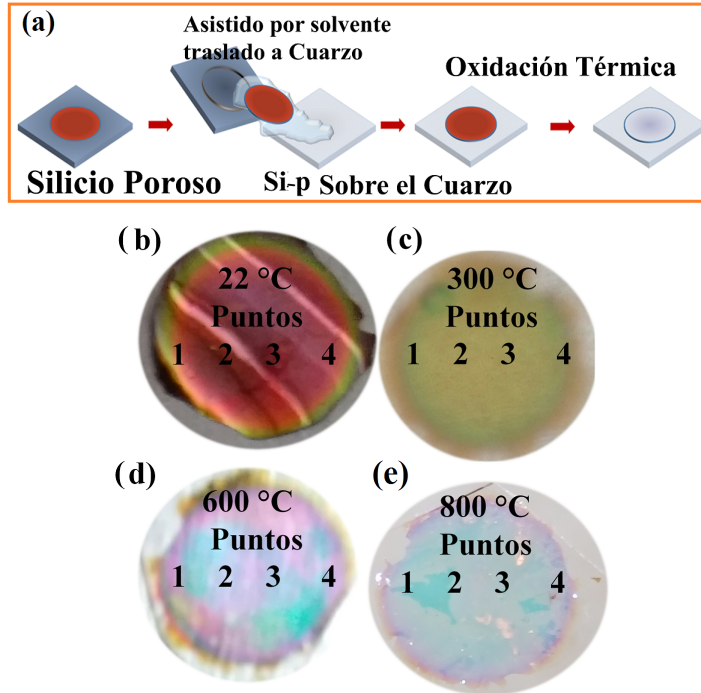 (a)
Asistido por solvente
traslado a Cuarzo
Oxidación Térmica
Silicio Poroso
Si-p Sobre el Cuarzo
(b)
22 °C
Puntos
1 2 3 4
(c)
300 °C
Puntos
1 2 3 4
(d)
600 °C
Puntos
1 2 3 4
(e)
800 °C
Puntos
1 2 3 4